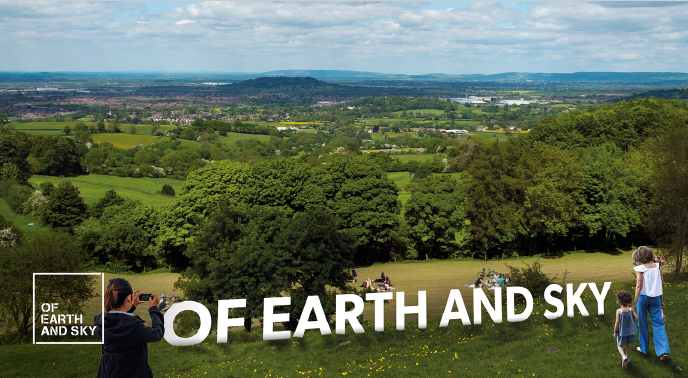 OF
EARTH
AND SKY
OF EARTH AND SKY